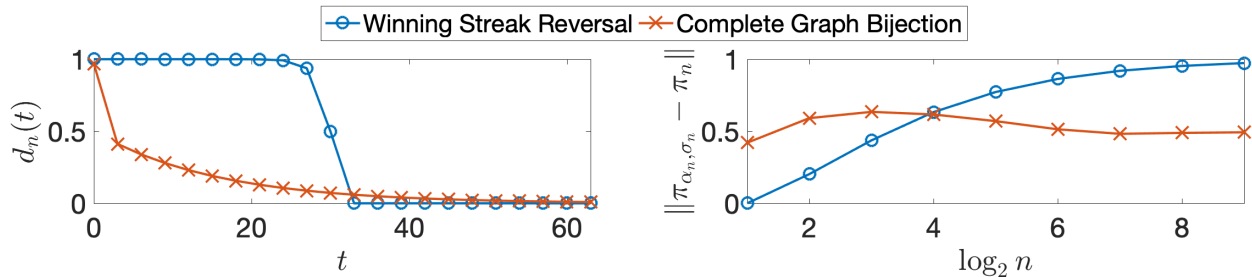 Winning Streak Reversal Complete Graph Bijection
1
0.5
0
d_n(t)
0 20 40 60
t
1
0.5
0
‖π_{α_n,σ_n} − π_n‖
2 4 6 8
log₂ n